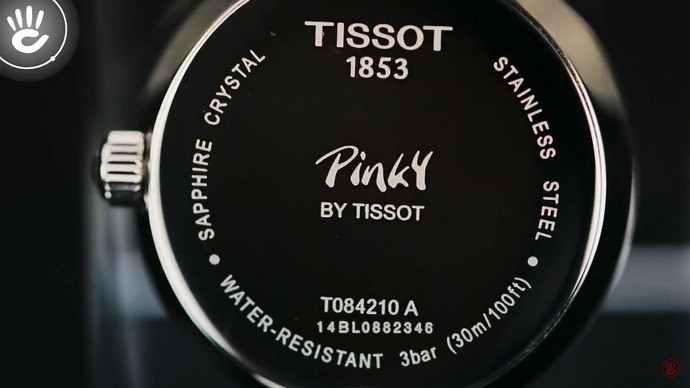 TISSOT
1853
SAPPHIRE CRYSTAL
STAINLESS STEEL
PinkY
BY TISSOT
T084210 A
14BL0882346
WATER-RESISTANT 3bar (30m/100ft)